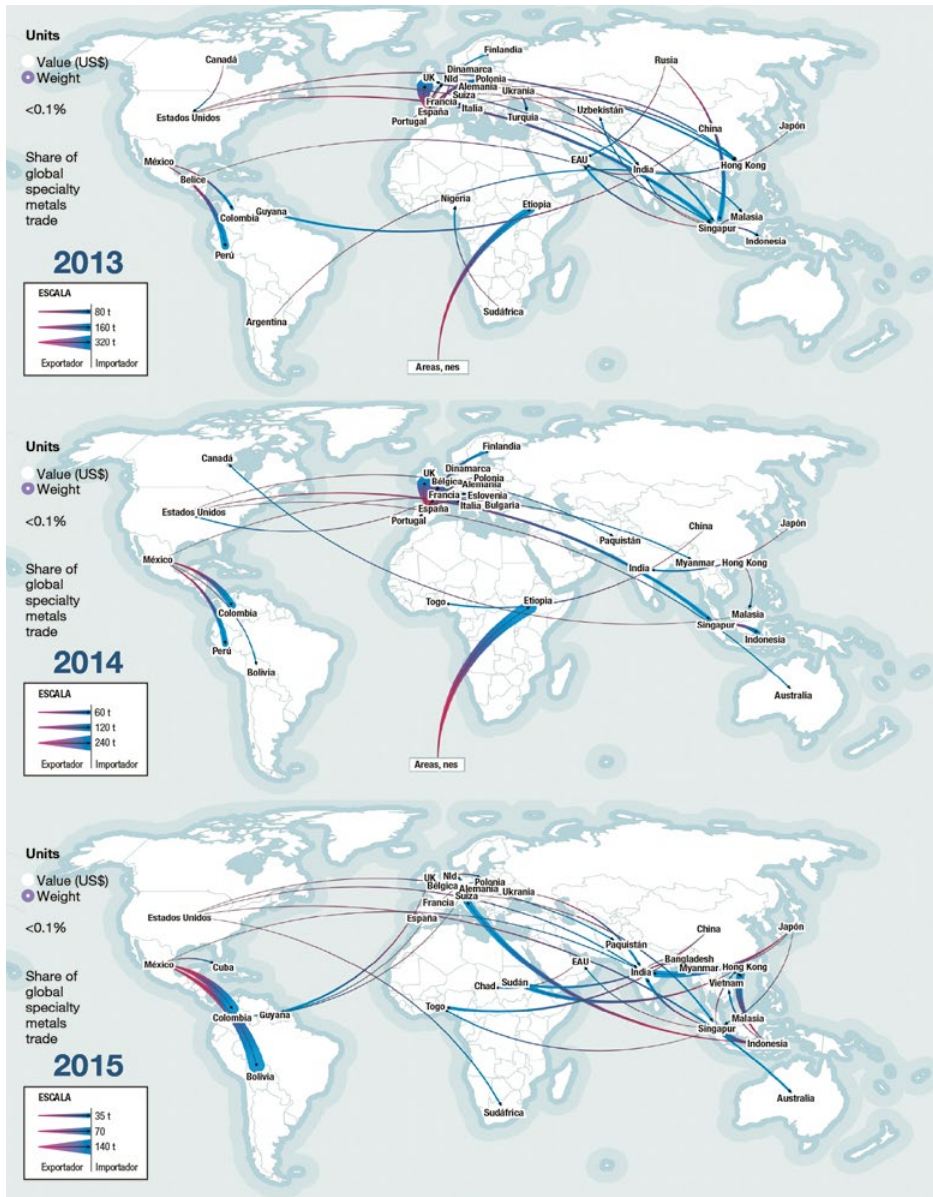 Units
Value (US$)
Weight
<0.1%
Share of
global
specialty
metals
trade
2013
ESCALA
80 t
160 t
320 t
Exportador
Importador
Canadá
Estados Unidos
México
Belice
Colombia
Guyana
Perú
Argentina
Finlandia
Dinamarca
UK
Nld
Polonia
Alemania
Ucrania
Suiza
Francia
Italia
España
Portugal
Turquía
Rusia
Uzbekistán
China
Japón
EAU
India
Hong Kong
Nigeria
Etiopia
Malasia
Singapur
Indonesia
Sudáfrica
Areas, nes
Units
Value (US$)
Weight
<0.1%
Share of
global
specialty
metals
trade
2014
ESCALA
60 t
120 t
240 t
Exportador
Importador
Canadá
Estados Unidos
México
Colombia
Perú
Bolivia
Finlandia
UK
Dinamarca
Bélgica
Polonia
Alemania
Francia
Eslovenia
España
Italia
Bulgaria
Portugal
China
Japón
Paquistán
India
Myanmar
Hong Kong
Togo
Etiopia
Malasia
Singapur
Indonesia
Australia
Areas, nes
Units
Value (US$)
Weight
<0.1%
Share of
global
specialty
metals
trade
2015
ESCALA
35 t
70
140 t
Exportador
Importador
Estados Unidos
México
Cuba
Colombia
Guyana
Bolivia
UK
Nld
Polonia
Bélgica
Alemania
Ukrania
Suiza
Francia
España
China
Japón
Paquistán
EAU
Bangladesh
India
Myanmar
Hong Kong
Chad
Sudán
Vietnam
Togo
Malasia
Singapur
Indonesia
Australia
Sudáfrica